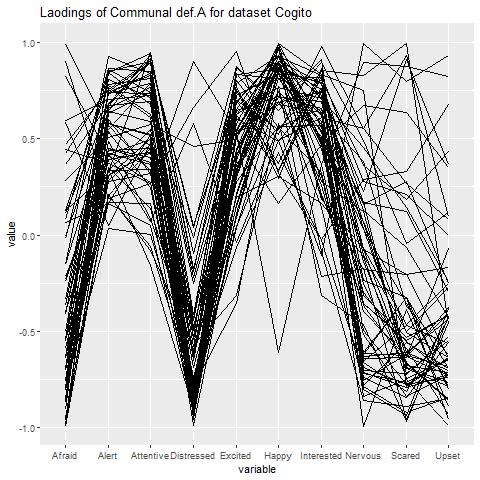 Laodings of Communal def.A for dataset Cogito
1.0
0.5
0.0
-0.5
-1.0
value
Afraid Alert Attentive Distressed Excited Happy Interested Nervous Scared Upset
variable